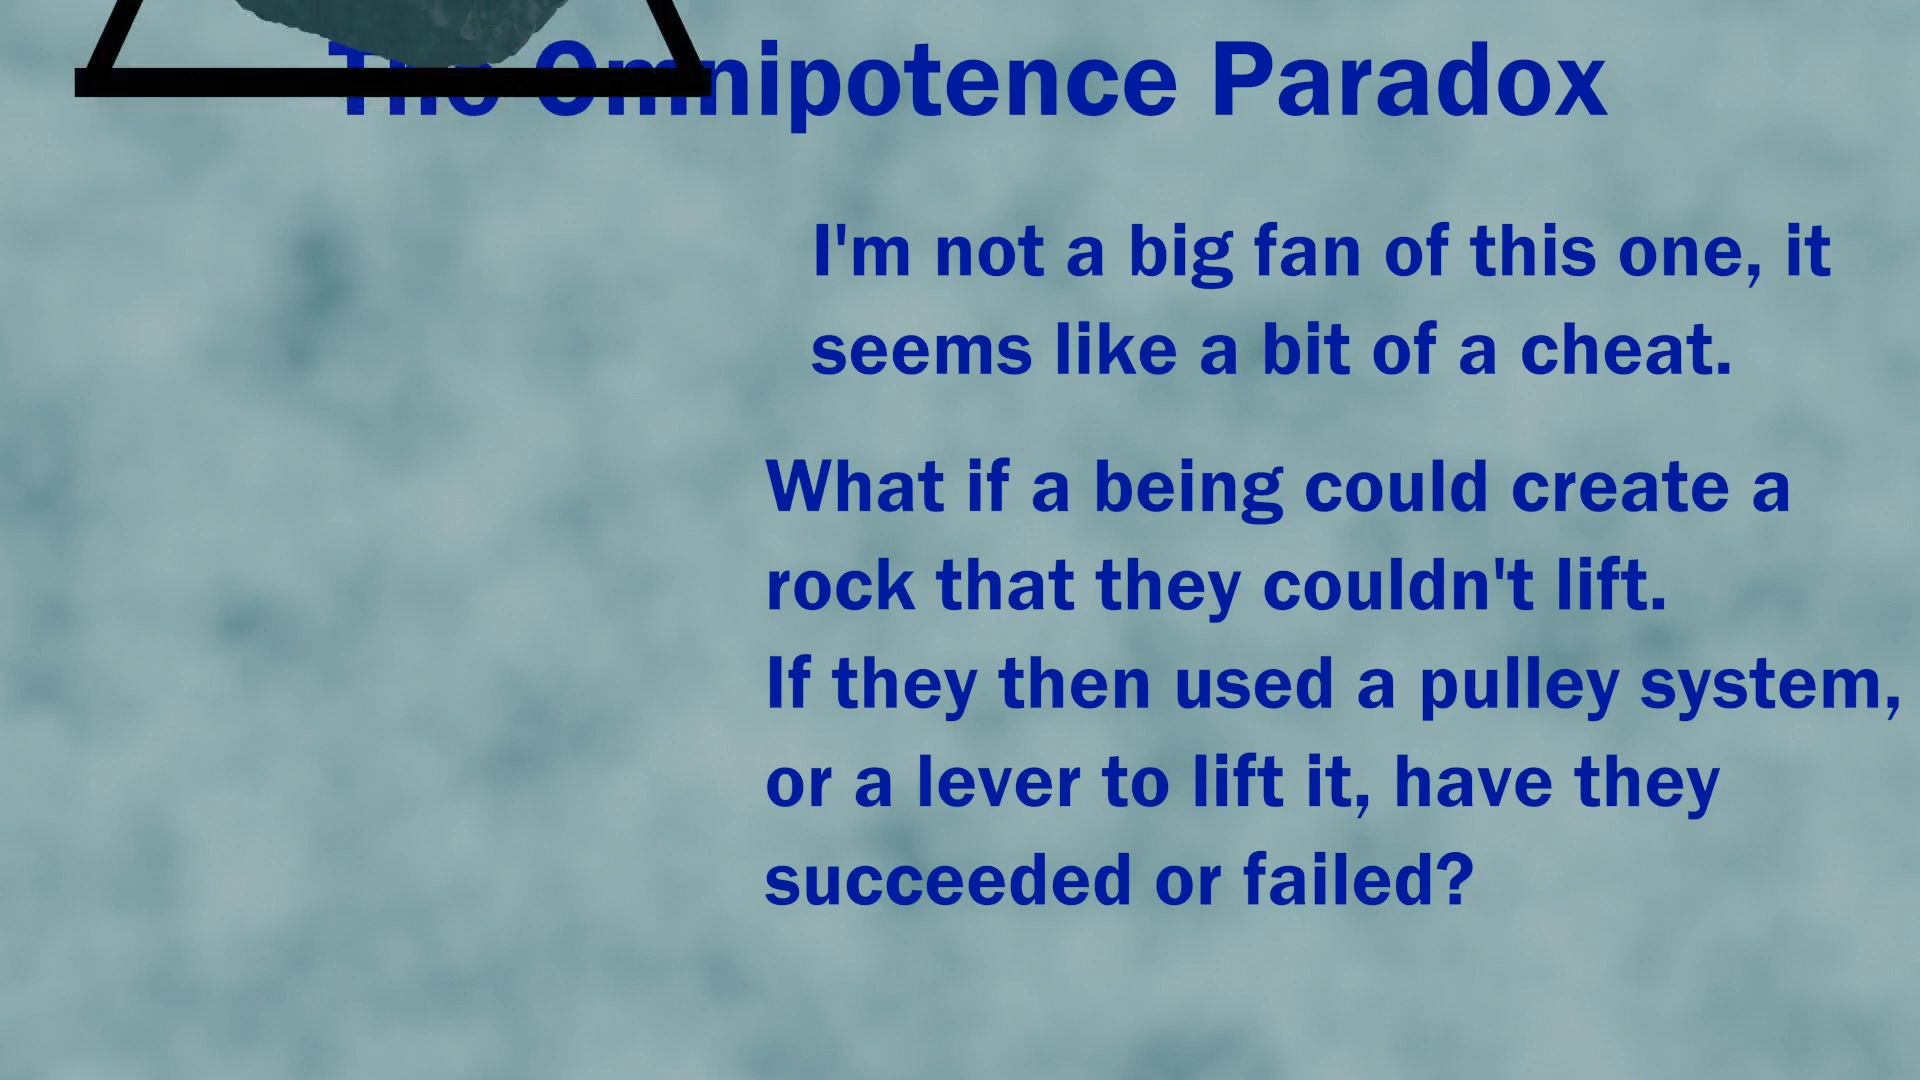 The Omnipotence Paradox
I'm not a big fan of this one, it
seems like a bit of a cheat.
What if a being could create a
rock that they couldn't lift.
If they then used a pulley system,
or a lever to lift it, have they
succeeded or failed?